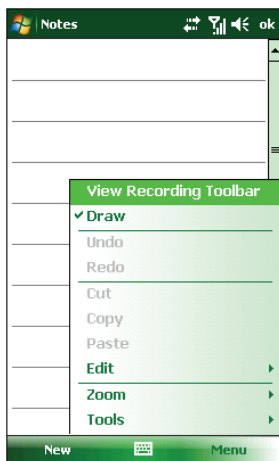 Notes ok
View Recording Toolbar
Draw
Undo
Redo
Cut
Copy
Paste
Edit
Zoom
Tools
New Menu